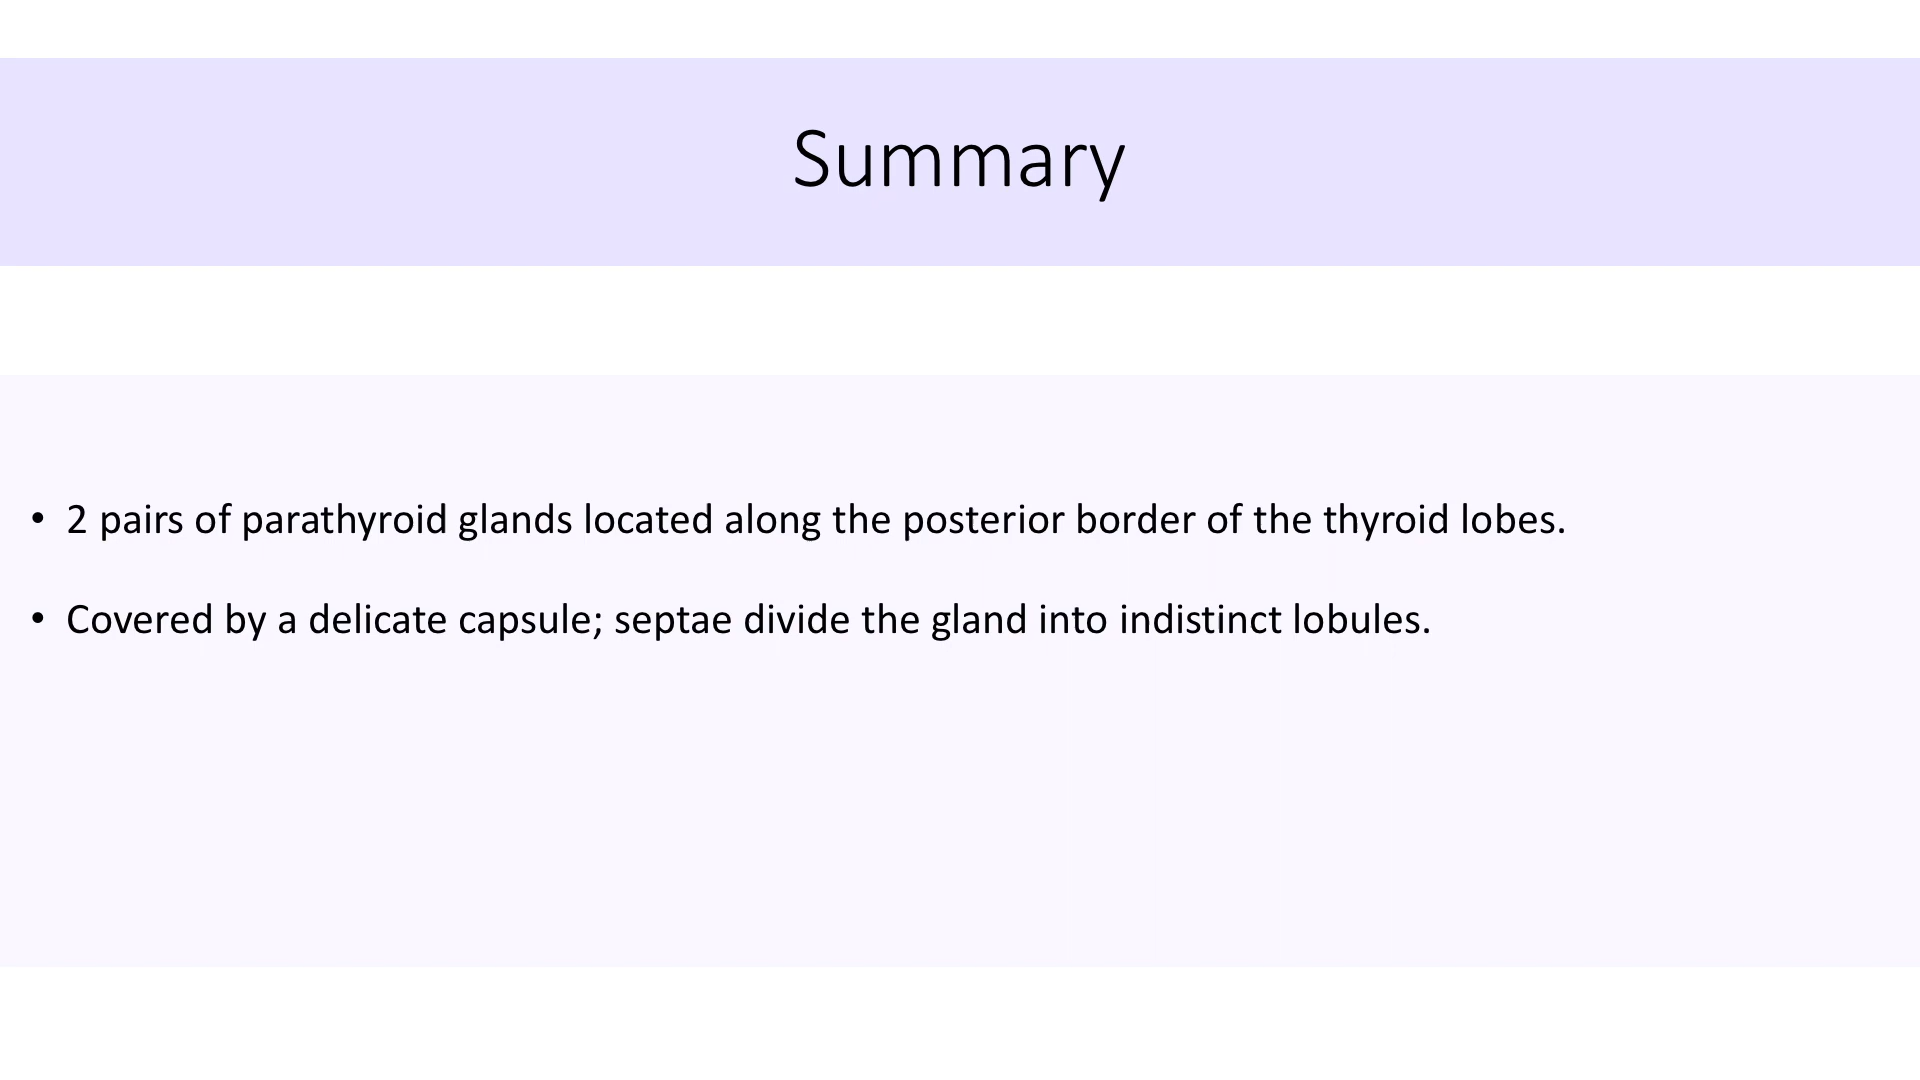 Summary
• 2 pairs of parathyroid glands located along the posterior border of the thyroid lobes.
• Covered by a delicate capsule; septae divide the gland into indistinct lobules.